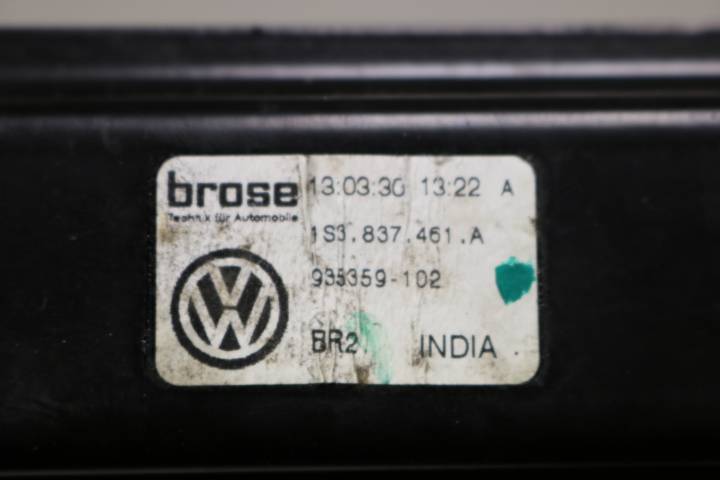 brose 13:03:30 13:22 A
Technik für Automobile
1S3.837.461.A
935359-102
BR2 INDIA